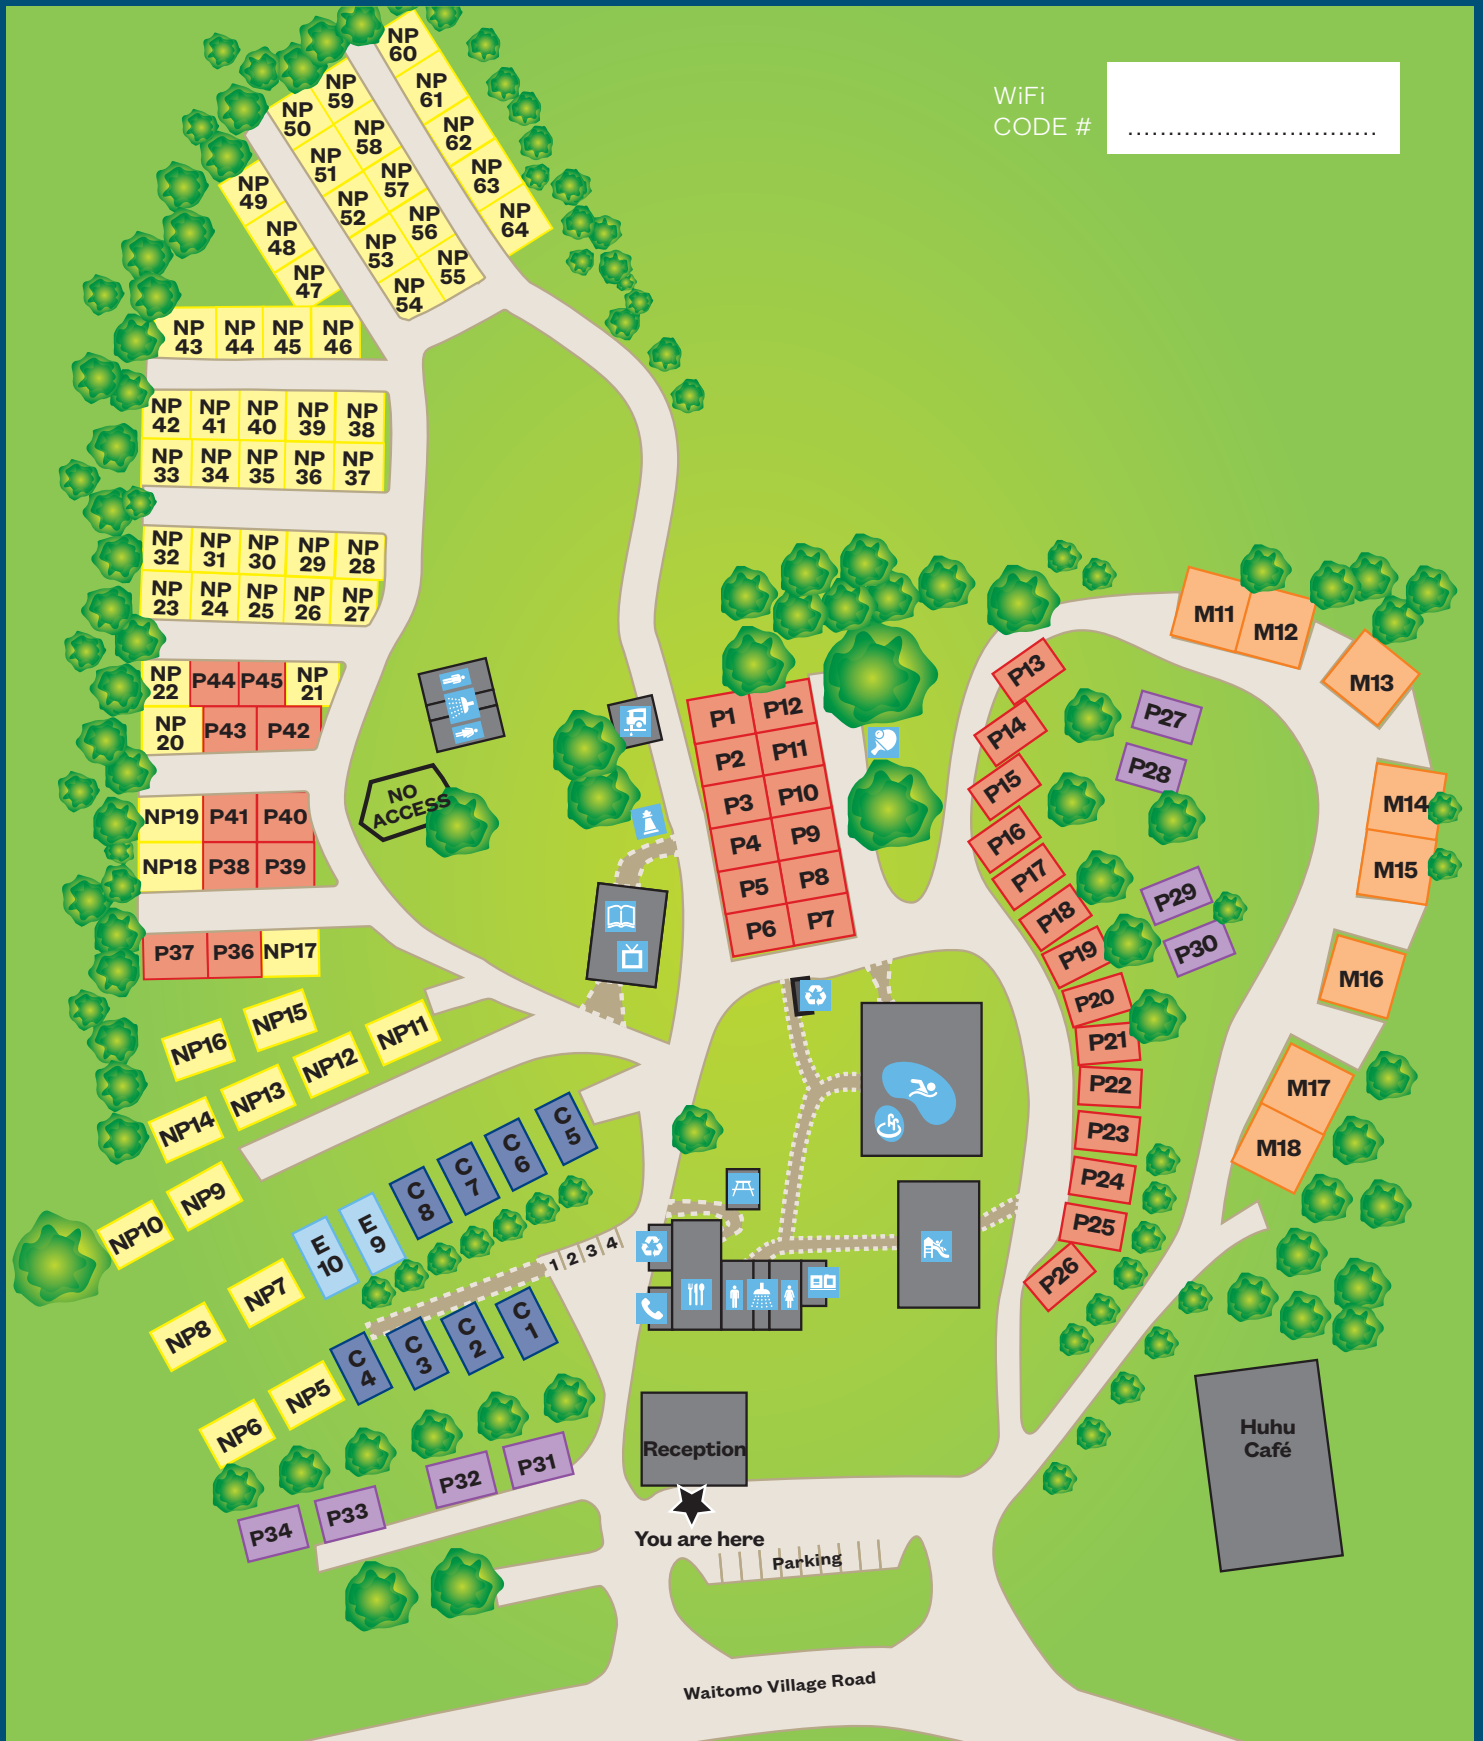 WiFi
CODE # ...............................
NP
60
NP
61
NP
62
NP
63
NP
64
NP
59
NP
58
NP
57
NP
56
NP
55
NP
50
NP
51
NP
52
NP
53
NP
54
NP
49
NP
48
NP
47
NP
43
NP
44
NP
45
NP
46
NP
42
NP
41
NP
40
NP
39
NP
38
NP
33
NP
34
NP
35
NP
36
NP
37
NP
32
NP
31
NP
30
NP
29
NP
28
NP
23
NP
24
NP
25
NP
26
NP
27
NP
22
P44
P45
NP
21
NP
20
P43
P42
NP19
P41
P40
NP18
P38
P39
P37
P36
NP17
NP16
NP15
NP14
NP13
NP12
NP11
NP10
NP9
NP8
NP7
NP6
NP5
NO
ACCESS
E
10
E
9
C
8
C
7
C
6
C
5
1 2 3 4
C
4
C
3
C
2
C
1
P34
P33
P32
P31
P1
P12
P2
P11
P3
P10
P4
P9
P5
P8
P6
P7
P13
P14
P15
P16
P17
P18
P19
P20
P21
P22
P23
P24
P25
P26
P27
P28
P29
P30
M11
M12
M13
M14
M15
M16
M17
M18
Huhu
Café
Reception
You are here
Parking
Waitomo Village Road